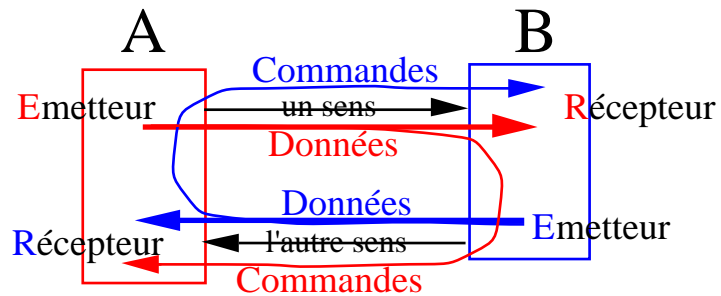 A B
Commandes
Emetteur un sens Récepteur
Données
Données
Emetteur
Récepteur l'autre sens
Commandes